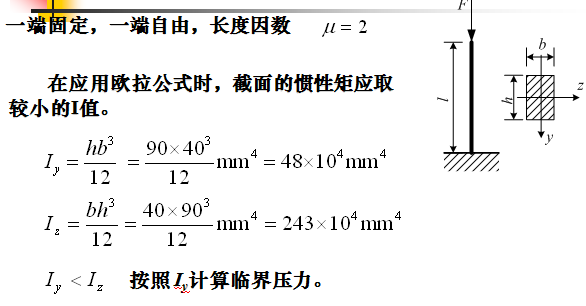 一端固定，一端自由，长度因数 μ = 2
在应用欧拉公式时，截面的惯性矩应取
较小的I值。
I_y = hb³/12 = 90×40³/12 mm⁴ = 48×10⁴ mm⁴
I_z = bh³/12 = 40×90³/12 mm⁴ = 243×10⁴ mm⁴
I_y < I_z 按照I_y计算临界压力。
F
l
b
h
z
y